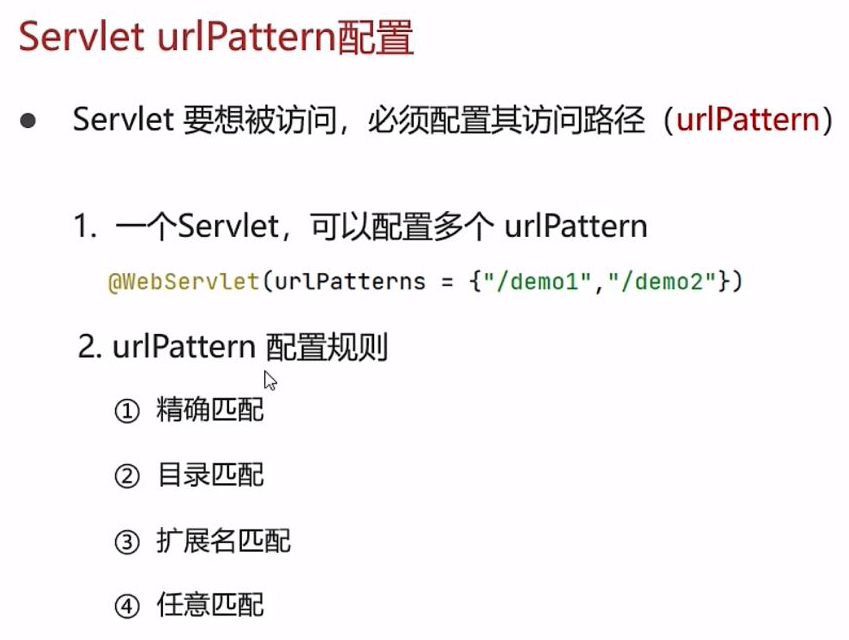 Servlet urlPattern配置
● Servlet 要想被访问，必须配置其访问路径（urlPattern）
1. 一个Servlet，可以配置多个 urlPattern
@WebServlet(urlPatterns = {"/demo1","/demo2"})
2. urlPattern 配置规则
① 精确匹配
② 目录匹配
③ 扩展名匹配
④ 任意匹配